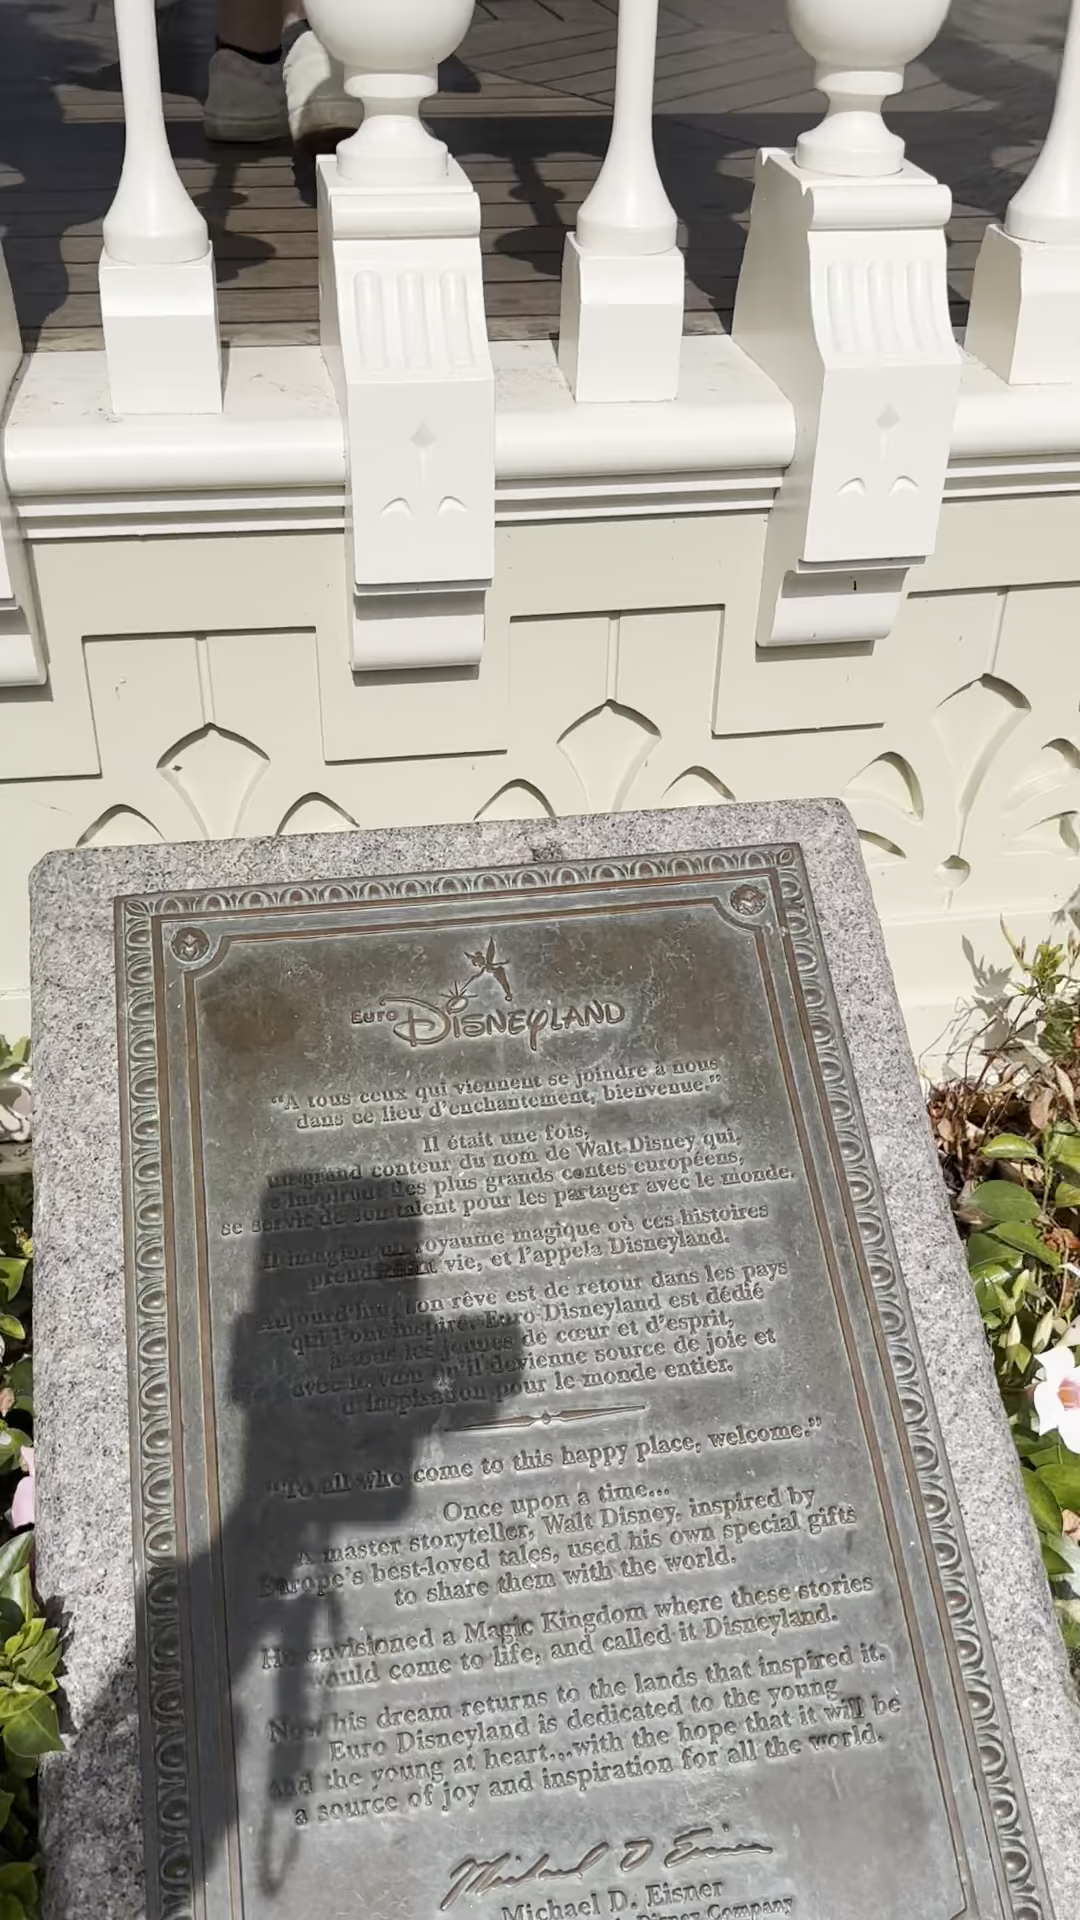 Euro Disneyland
“A tous ceux qui viennent se joindre à nous
dans ce lieu d'enchantement, bienvenue.”
Il était une fois,
un grand conteur du nom de Walt Disney qui,
s'inspirant des plus grands contes européens,
se servit de son talent pour les partager avec le monde.
Il imagina un royaume magique où ces histoires
prendraient vie, et l'appela Disneyland.
Aujourd'hui, son rêve est de retour dans les pays
qui l'ont inspiré. Euro Disneyland est dédié
à tous les jeunes de cœur et d'esprit,
avec le vœu qu'il devienne source de joie et
d'inspiration pour le monde entier.
“To all who come to this happy place, welcome.”
Once upon a time...
A master storyteller, Walt Disney, inspired by
Europe's best-loved tales, used his own special gifts
to share them with the world.
He envisioned a Magic Kingdom where these stories
would come to life, and called it Disneyland.
Now his dream returns to the lands that inspired it.
Euro Disneyland is dedicated to the young
and the young at heart...with the hope that it will be
a source of joy and inspiration for all the world.
Michael D Eisner
Michael D. Eisner
Disney Company